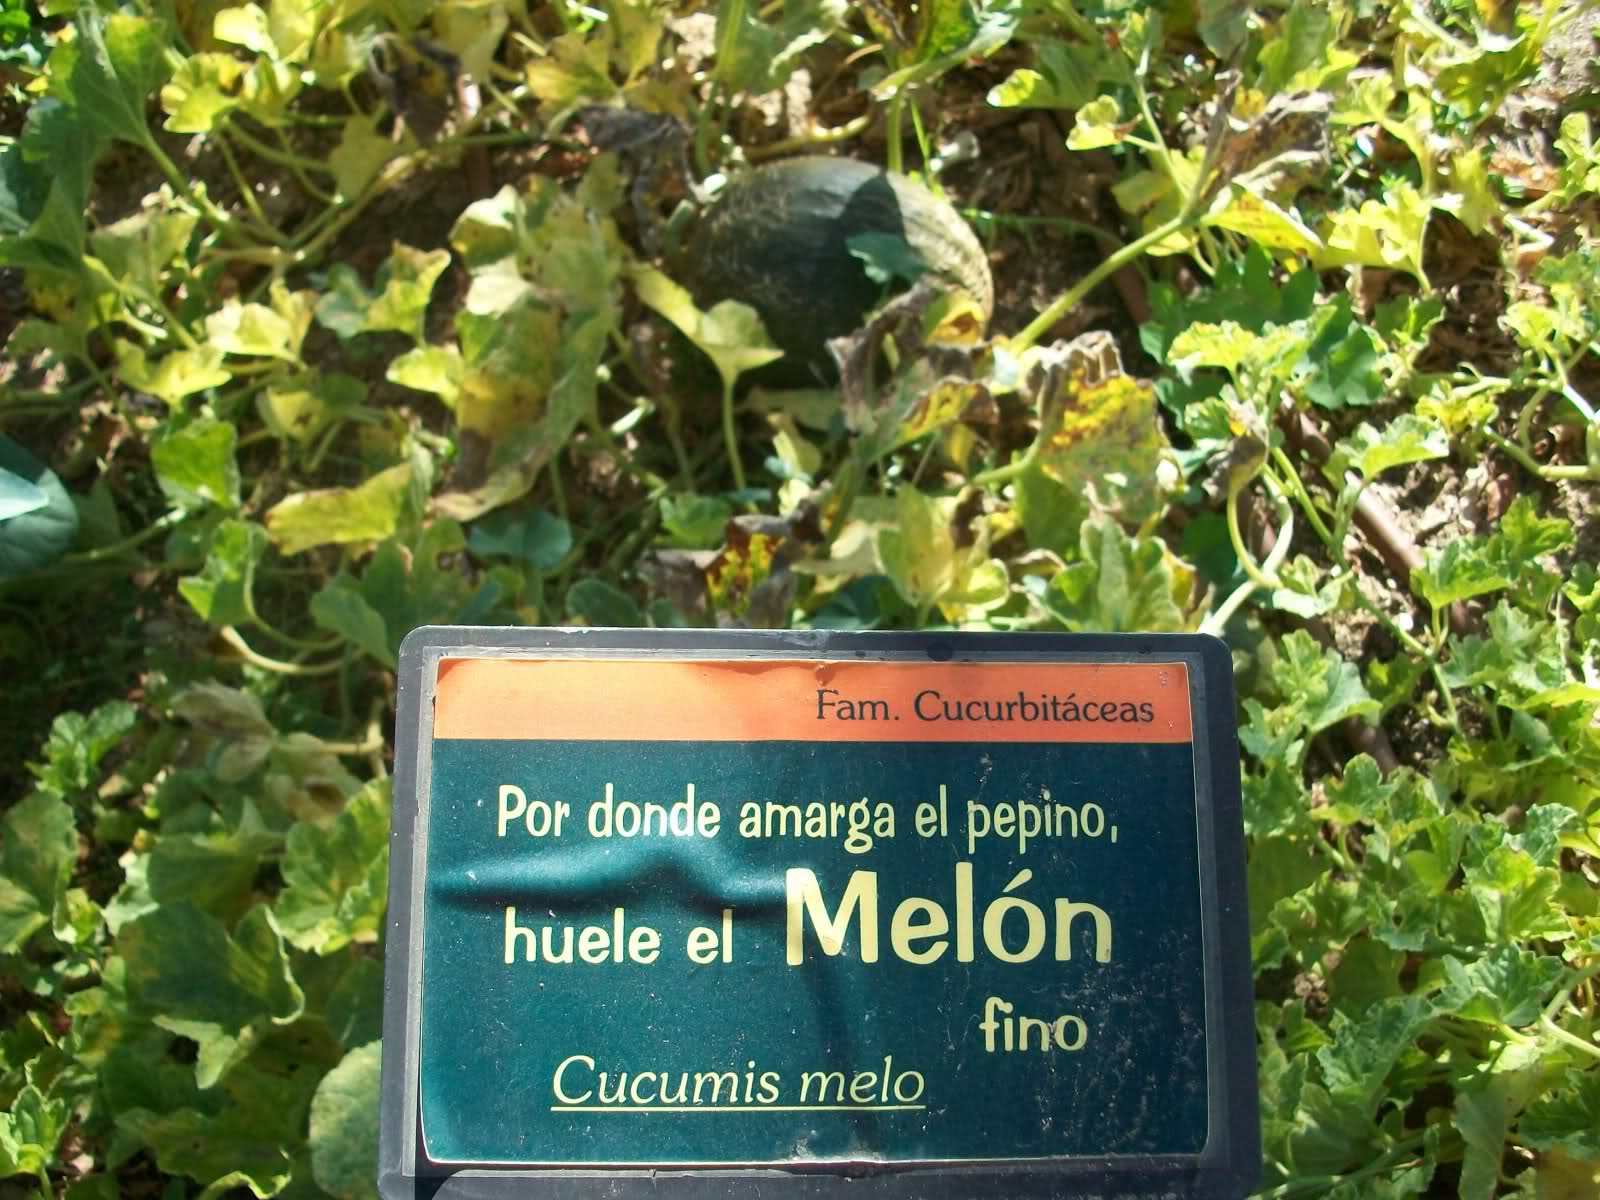 Fam. Cucurbitáceas
Por donde amarga el pepino,
huele el Melón
fino
Cucumis melo